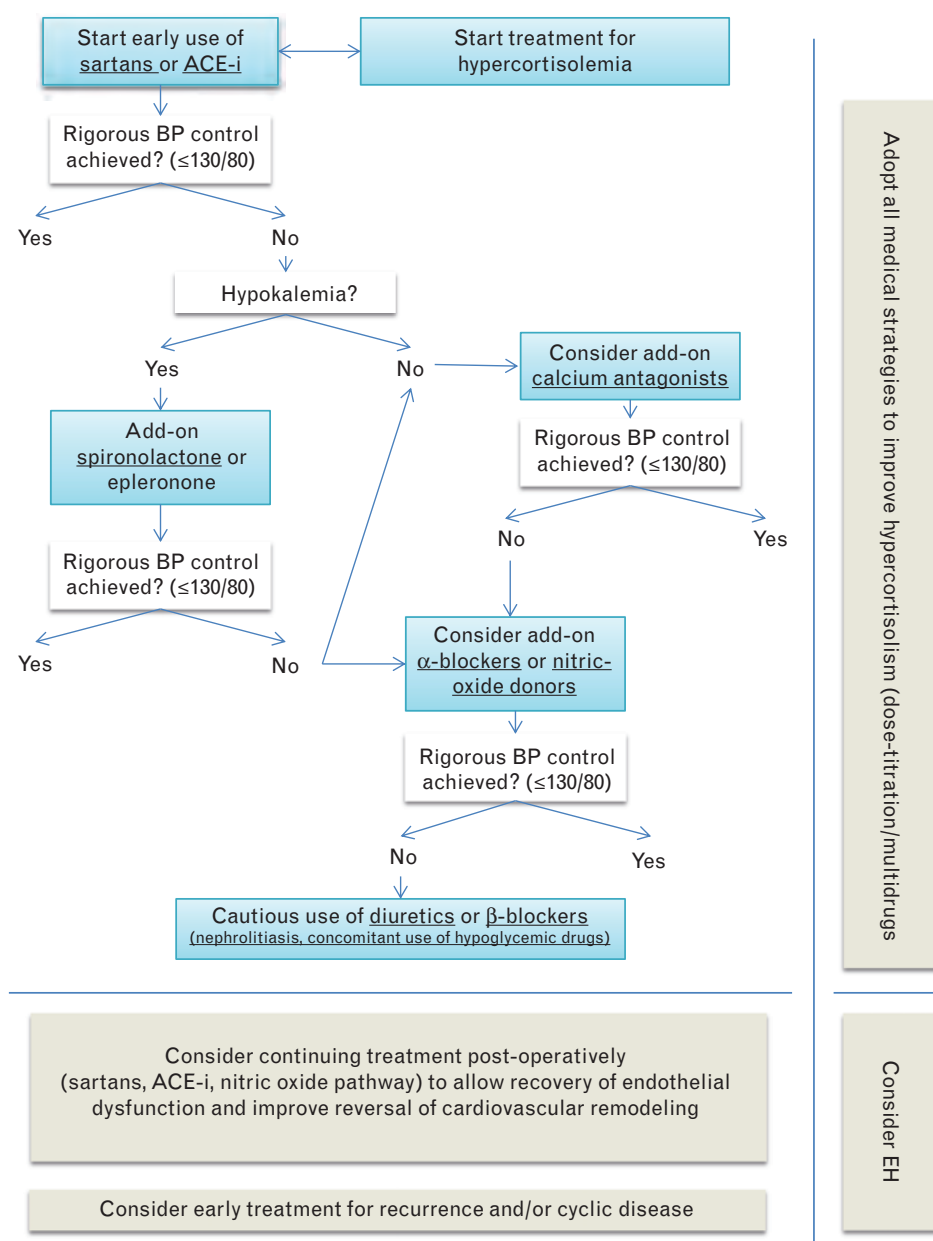 Start early use of
sartans or ACE-i
Start treatment for
hypercortisolemia
Rigorous BP control
achieved? (≤130/80)
Yes
No
Hypokalemia?
Yes
No
Consider add-on
calcium antagonists
Add-on
spironolactone or
epleronone
Rigorous BP control
achieved? (≤130/80)
No
Yes
Rigorous BP control
achieved? (≤130/80)
Yes
No
Consider add-on
α-blockers or nitric-
oxide donors
Rigorous BP control
achieved? (≤130/80)
No
Yes
Cautious use of diuretics or β-blockers
(nephrolitiasis, concomitant use of hypoglycemic drugs)
Adopt all medical strategies to improve hypercortisolism (dose-titration/multidrugs
Consider continuing treatment post-operatively
(sartans, ACE-i, nitric oxide pathway) to allow recovery of endothelial
dysfunction and improve reversal of cardiovascular remodeling
Consider early treatment for recurrence and/or cyclic disease
Consider EH